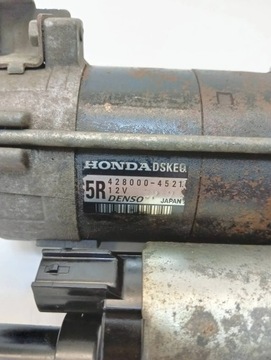 HONDA DSKEQ
5R 428000-4521
12V
DENSO JAPAN